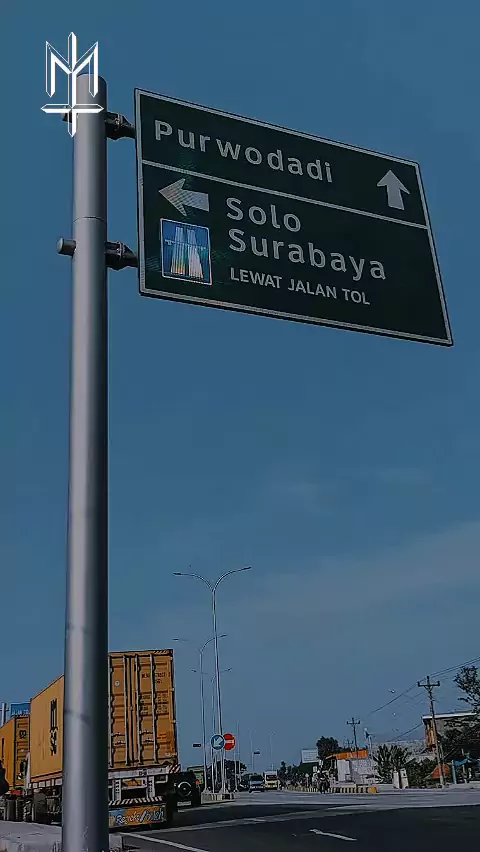 Purwodadi
Solo
Surabaya
LEWAT JALAN TOL